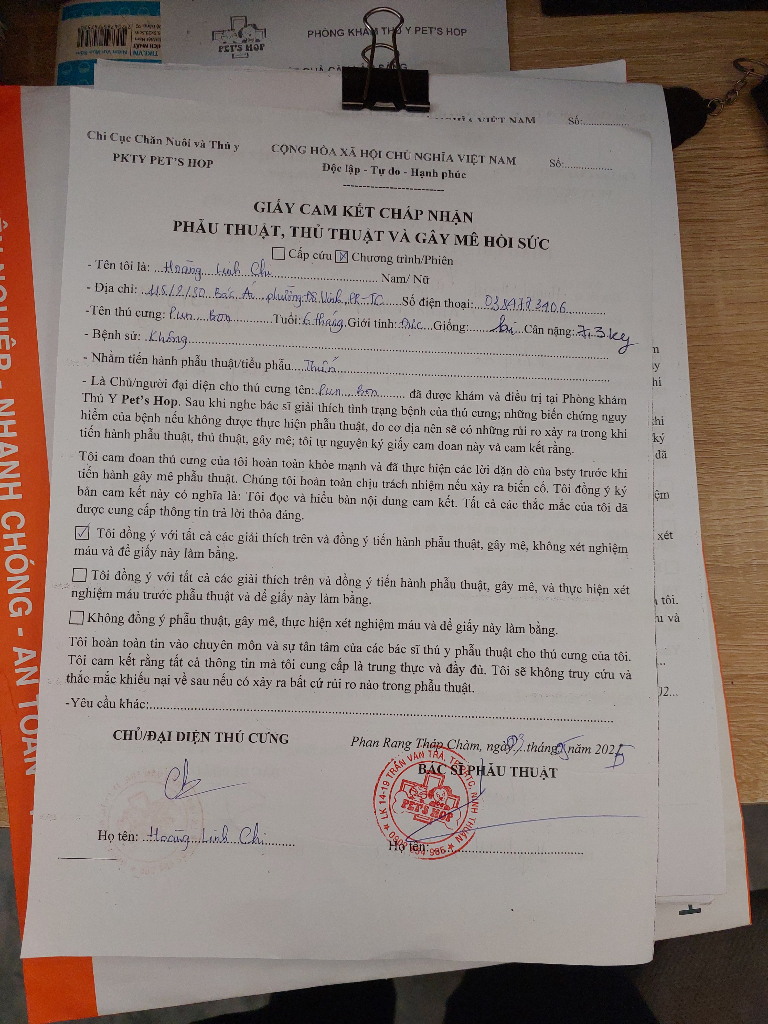 PET'S HOP
PHÒNG KHÁM THÚ Y PET'S HOP
NGHĨA VIỆT NAM Số:................
Chi Cục Chăn Nuôi và Thú y
PKTY PET'S HOP
CỘNG HÒA XÃ HỘI CHỦ NGHĨA VIỆT NAM
Số:................
Độc lập - Tự do - Hạnh phúc
GIẤY CAM KẾT CHẤP NHẬN
PHẪU THUẬT, THỦ THUẬT VÀ GÂY MÊ HỒI SỨC
☐ Cấp cứu ☒ Chương trình/Phiên
- Tên tôi là: Hoàng Linh Chi Nam/ Nữ
- Địa chỉ: 115/2/30 Bác Ái phường Đô Vinh, PR-TC Số điện thoại: 0384773406
-Tên thú cưng: Pun Bon Tuổi: 6 tháng Giới tính: Đực Giống: lai Cân nặng: 7,3 kg
- Bệnh sử: Không
- Nhằm tiến hành phẫu thuật/tiểu phẫu Thiến
- Là Chủ/người đại diện cho thú cưng tên: Pun Bon đã được khám và điều trị tại Phòng khám
Thú Y Pet's Hop. Sau khi nghe bác sĩ giải thích tình trạng bệnh của thú cưng; những biến chứng nguy
hiểm của bệnh nếu không được thực hiện phẫu thuật, do cơ địa nên sẽ có những rủi ro xảy ra trong khi
tiến hành phẫu thuật, thủ thuật, gây mê; tôi tự nguyện ký giấy cam đoan này và cam kết rằng.
Tôi cam đoan thú cưng của tôi hoàn toàn khỏe mạnh và đã thực hiện các lời dặn dò của bsty trước khi
tiến hành gây mê phẫu thuật. Chúng tôi hoàn toàn chịu trách nhiệm nếu xảy ra biến cố. Tôi đồng ý ký
bản cam kết này có nghĩa là: Tôi đọc và hiểu bản nội dung cam kết. Tất cả các thắc mắc của tôi đã
được cung cấp thông tin trả lời thỏa đáng.
☑ Tôi đồng ý với tất cả các giải thích trên và đồng ý tiến hành phẫu thuật, gây mê, không xét nghiệm
máu và để giấy này làm bằng.
☐ Tôi đồng ý với tất cả các giải thích trên và đồng ý tiến hành phẫu thuật, gây mê, và thực hiện xét
nghiệm máu trước phẫu thuật và để giấy này làm bằng.
☐ Không đồng ý phẫu thuật, gây mê, thực hiện xét nghiệm máu và để giấy này làm bằng.
Tôi hoàn toàn tin vào chuyên môn và sự tận tâm của các bác sĩ thú y phẫu thuật cho thú cưng của tôi.
Tôi cam kết rằng tất cả thông tin mà tôi cung cấp là trung thực và đầy đủ. Tôi sẽ không truy cứu và
thắc mắc khiếu nại về sau nếu có xảy ra bất cứ rủi ro nào trong phẫu thuật.
-Yêu cầu khác:
CHỦ/ĐẠI DIỆN THÚ CƯNG
Phan Rang Tháp Chàm, ngày 03 tháng 05 năm 2025
BÁC SĨ PHẪU THUẬT
LK 14-19 TRẦN VĂN TRÀ, TP. PRTC, NINH THUẬN
PET'S HOP
Họ tên: Hoàng Linh Chi
Họ tên:
NGHIỆP - NHANH CHÓNG - AN TOÀN